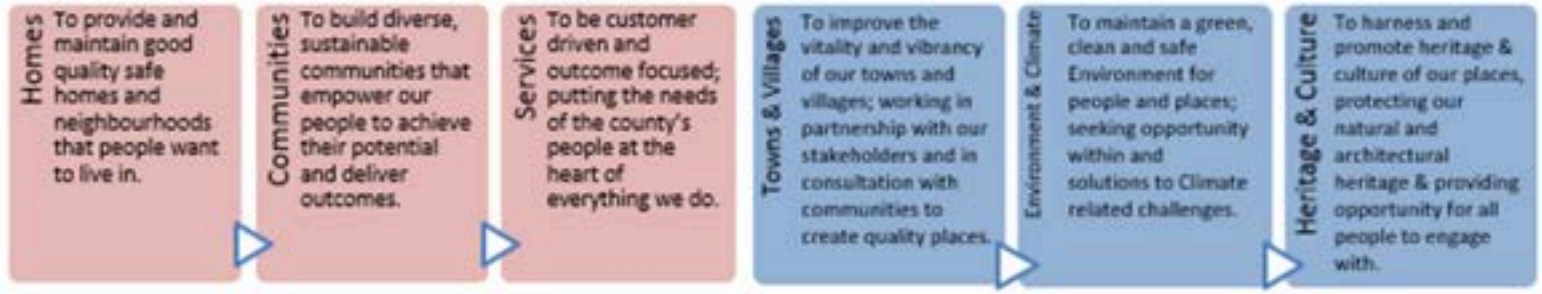 Homes
To provide and
maintain good
quality safe
homes and
neighbourhoods
that people want
to live in.
Communities
To build diverse,
sustainable
communities that
empower our
people to achieve
their potential
and deliver
outcomes.
Services
To be customer
driven and
outcome focused;
putting the needs
of the county's
people at the
heart of
everything we do.
Towns & Villages
To improve the
vitality and vibrancy
of our towns and
villages; working in
partnership with our
stakeholders and in
consultation with
communities to
create quality places.
Environment & Climate
To maintain a green,
clean and safe
Environment for
people and places;
seeking opportunity
within and
solutions to Climate
related challenges.
Heritage & Culture
To harness and
promote heritage &
culture of our places,
protecting our
natural and
architectural
heritage & providing
opportunity for all
people to engage
with.